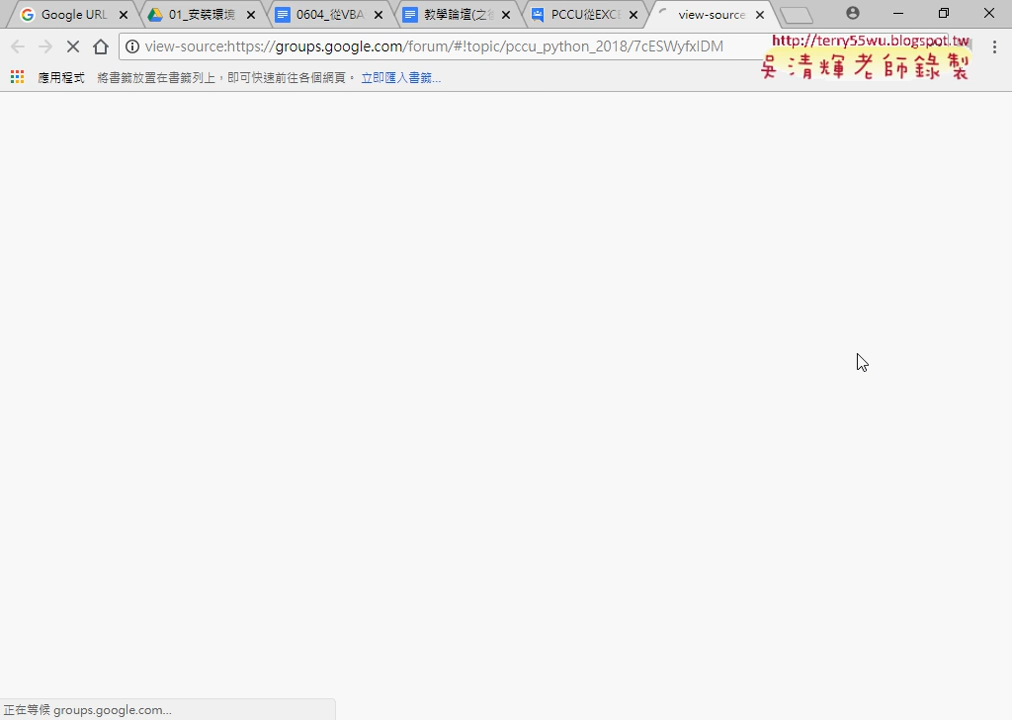 Google URL
01_安裝環境
0604_從VBA
教學論壇(之
PCCU從EXCE
view-source
view-source:https://groups.google.com/forum/#!topic/pccu_python_2018/7cESWyfxIDM
http://terry55wu.blogspot.tw
吳清輝老師錄製
應用程式
將書籤放置在書籤列上，即可快速前往各個網頁。
立即匯入書籤...
正在等候 groups.google.com...